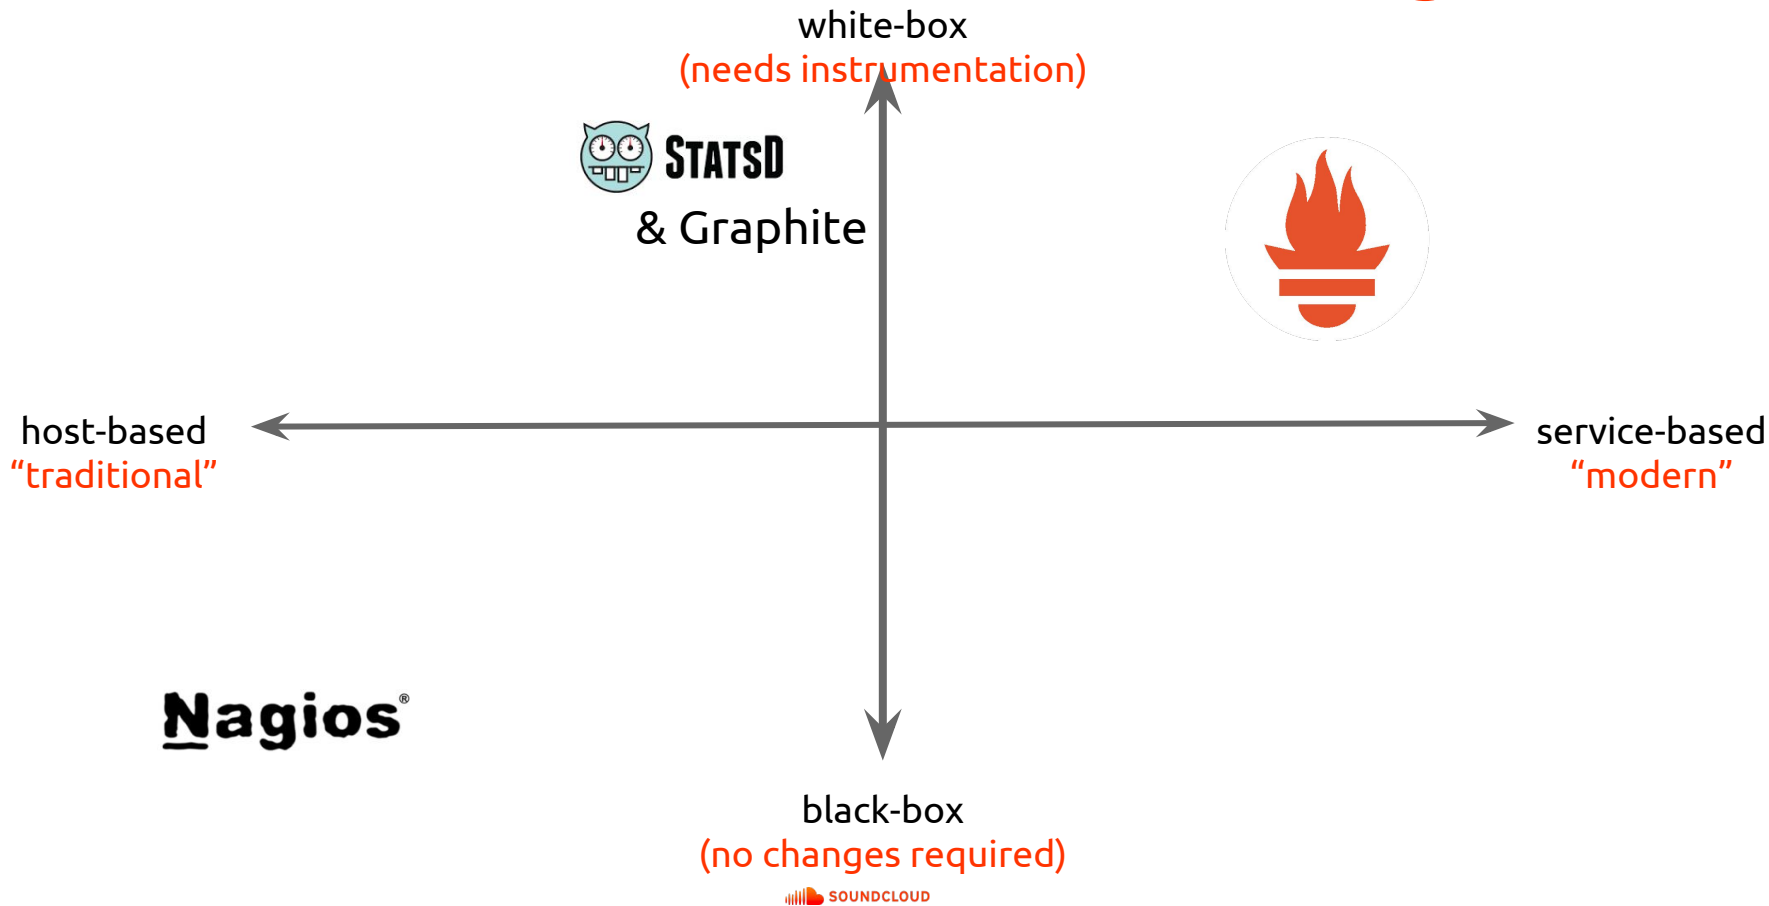 white-box
(needs instrumentation)
STATSD
& Graphite
host-based
“traditional”
service-based
“modern”
Nagios®
black-box
(no changes required)
SOUNDCLOUD